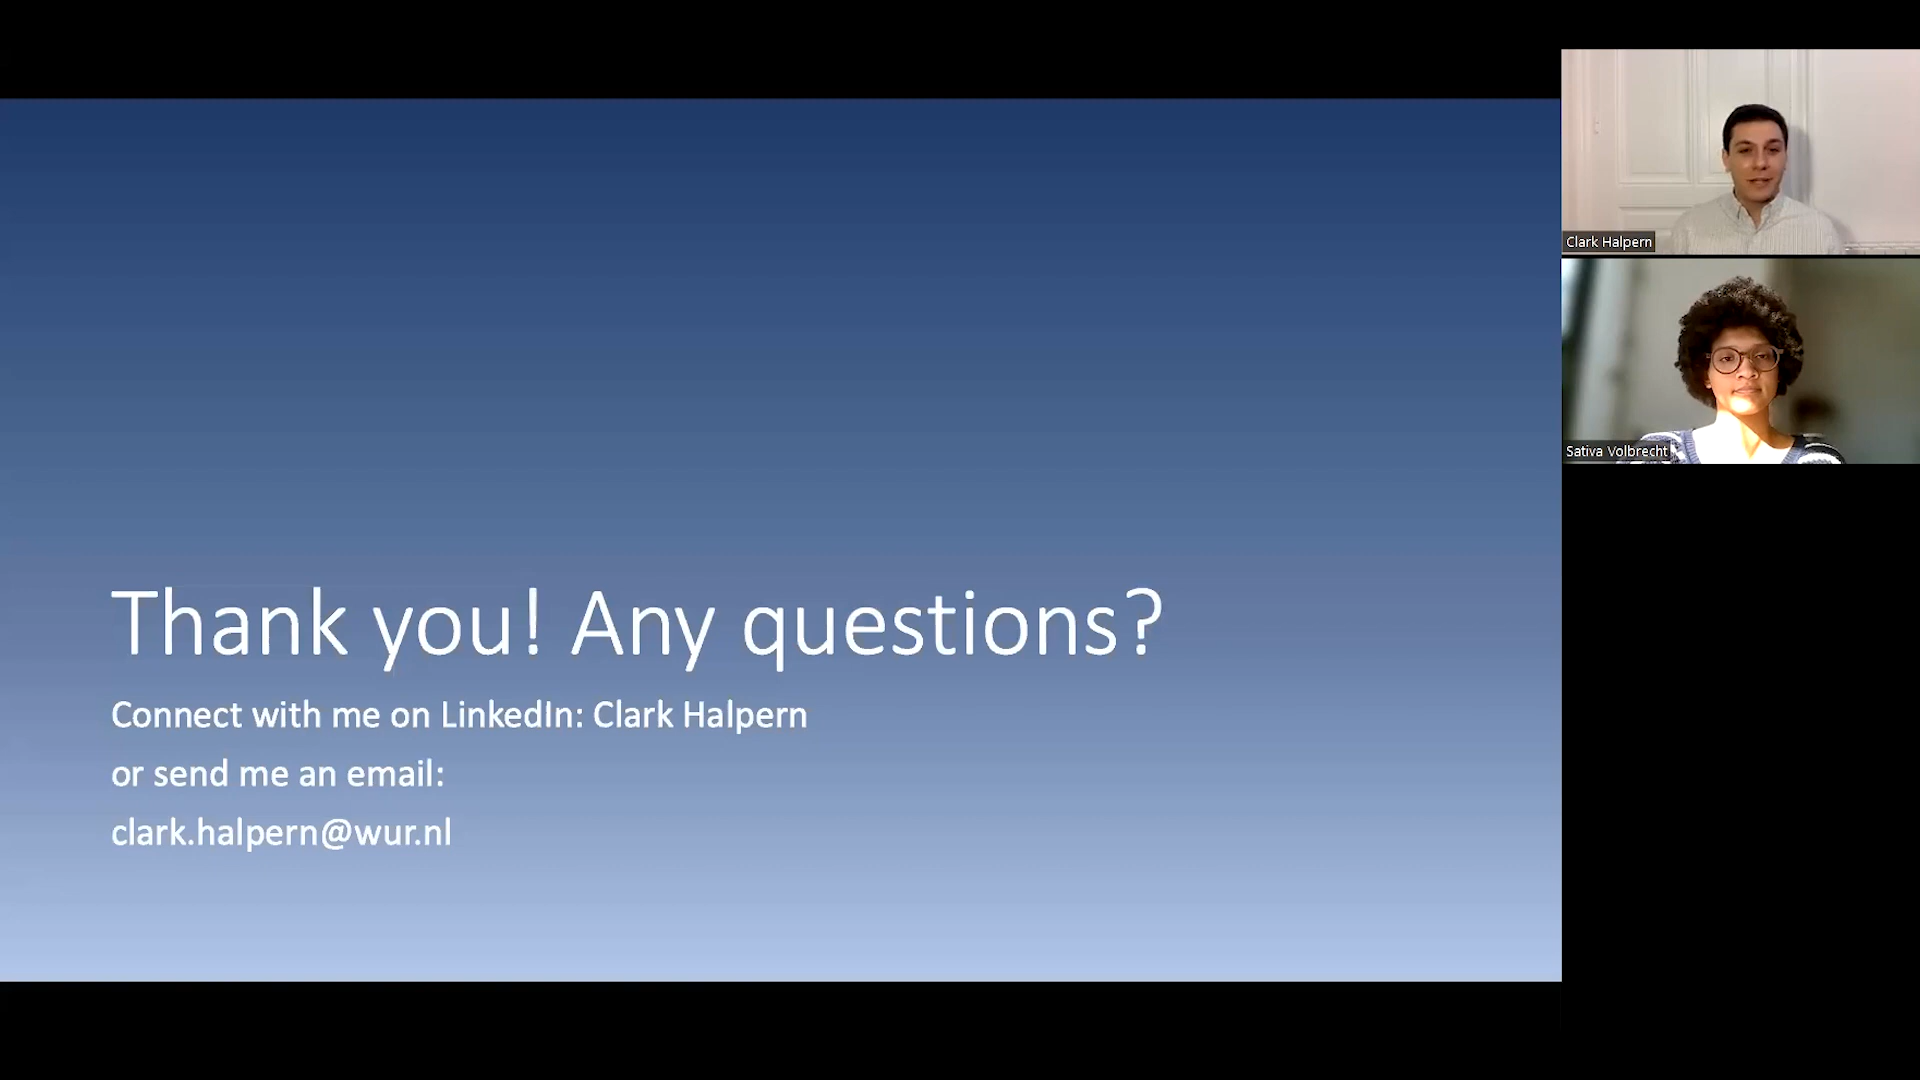 Thank you! Any questions?
Connect with me on LinkedIn: Clark Halpern
or send me an email:
clark.halpern@wur.nl
Clark Halpern
Sativa Volbrecht